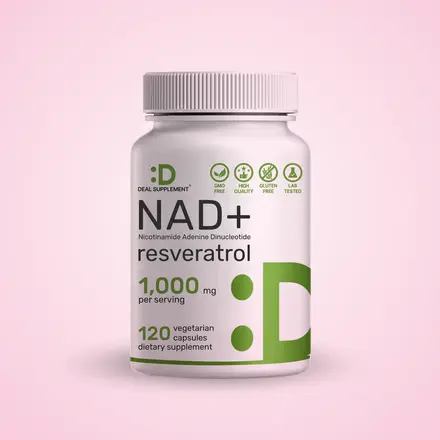 :D
DEAL SUPPLEMENT
GMO FREE
HIGH QUALITY
GLUTEN FREE
LAB TESTED
NAD+
Nicotinamide Adenine Dinucleotide
resveratrol
1,000 mg
per serving
120 vegetarian
capsules
dietary supplement
:D